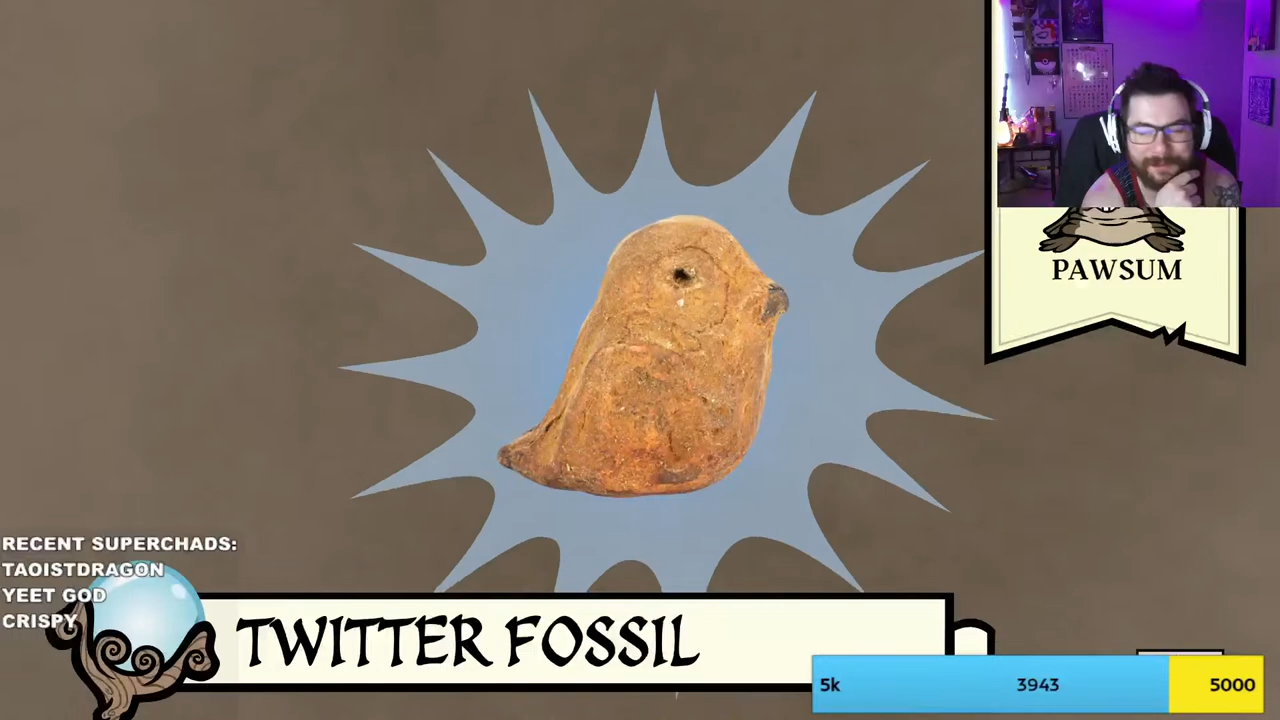 PAWSUM
RECENT SUPERCHADS:
TAOISTDRAGON
YEET GOD
CRISPY
TWITTER FOSSIL
5k 3943 5000